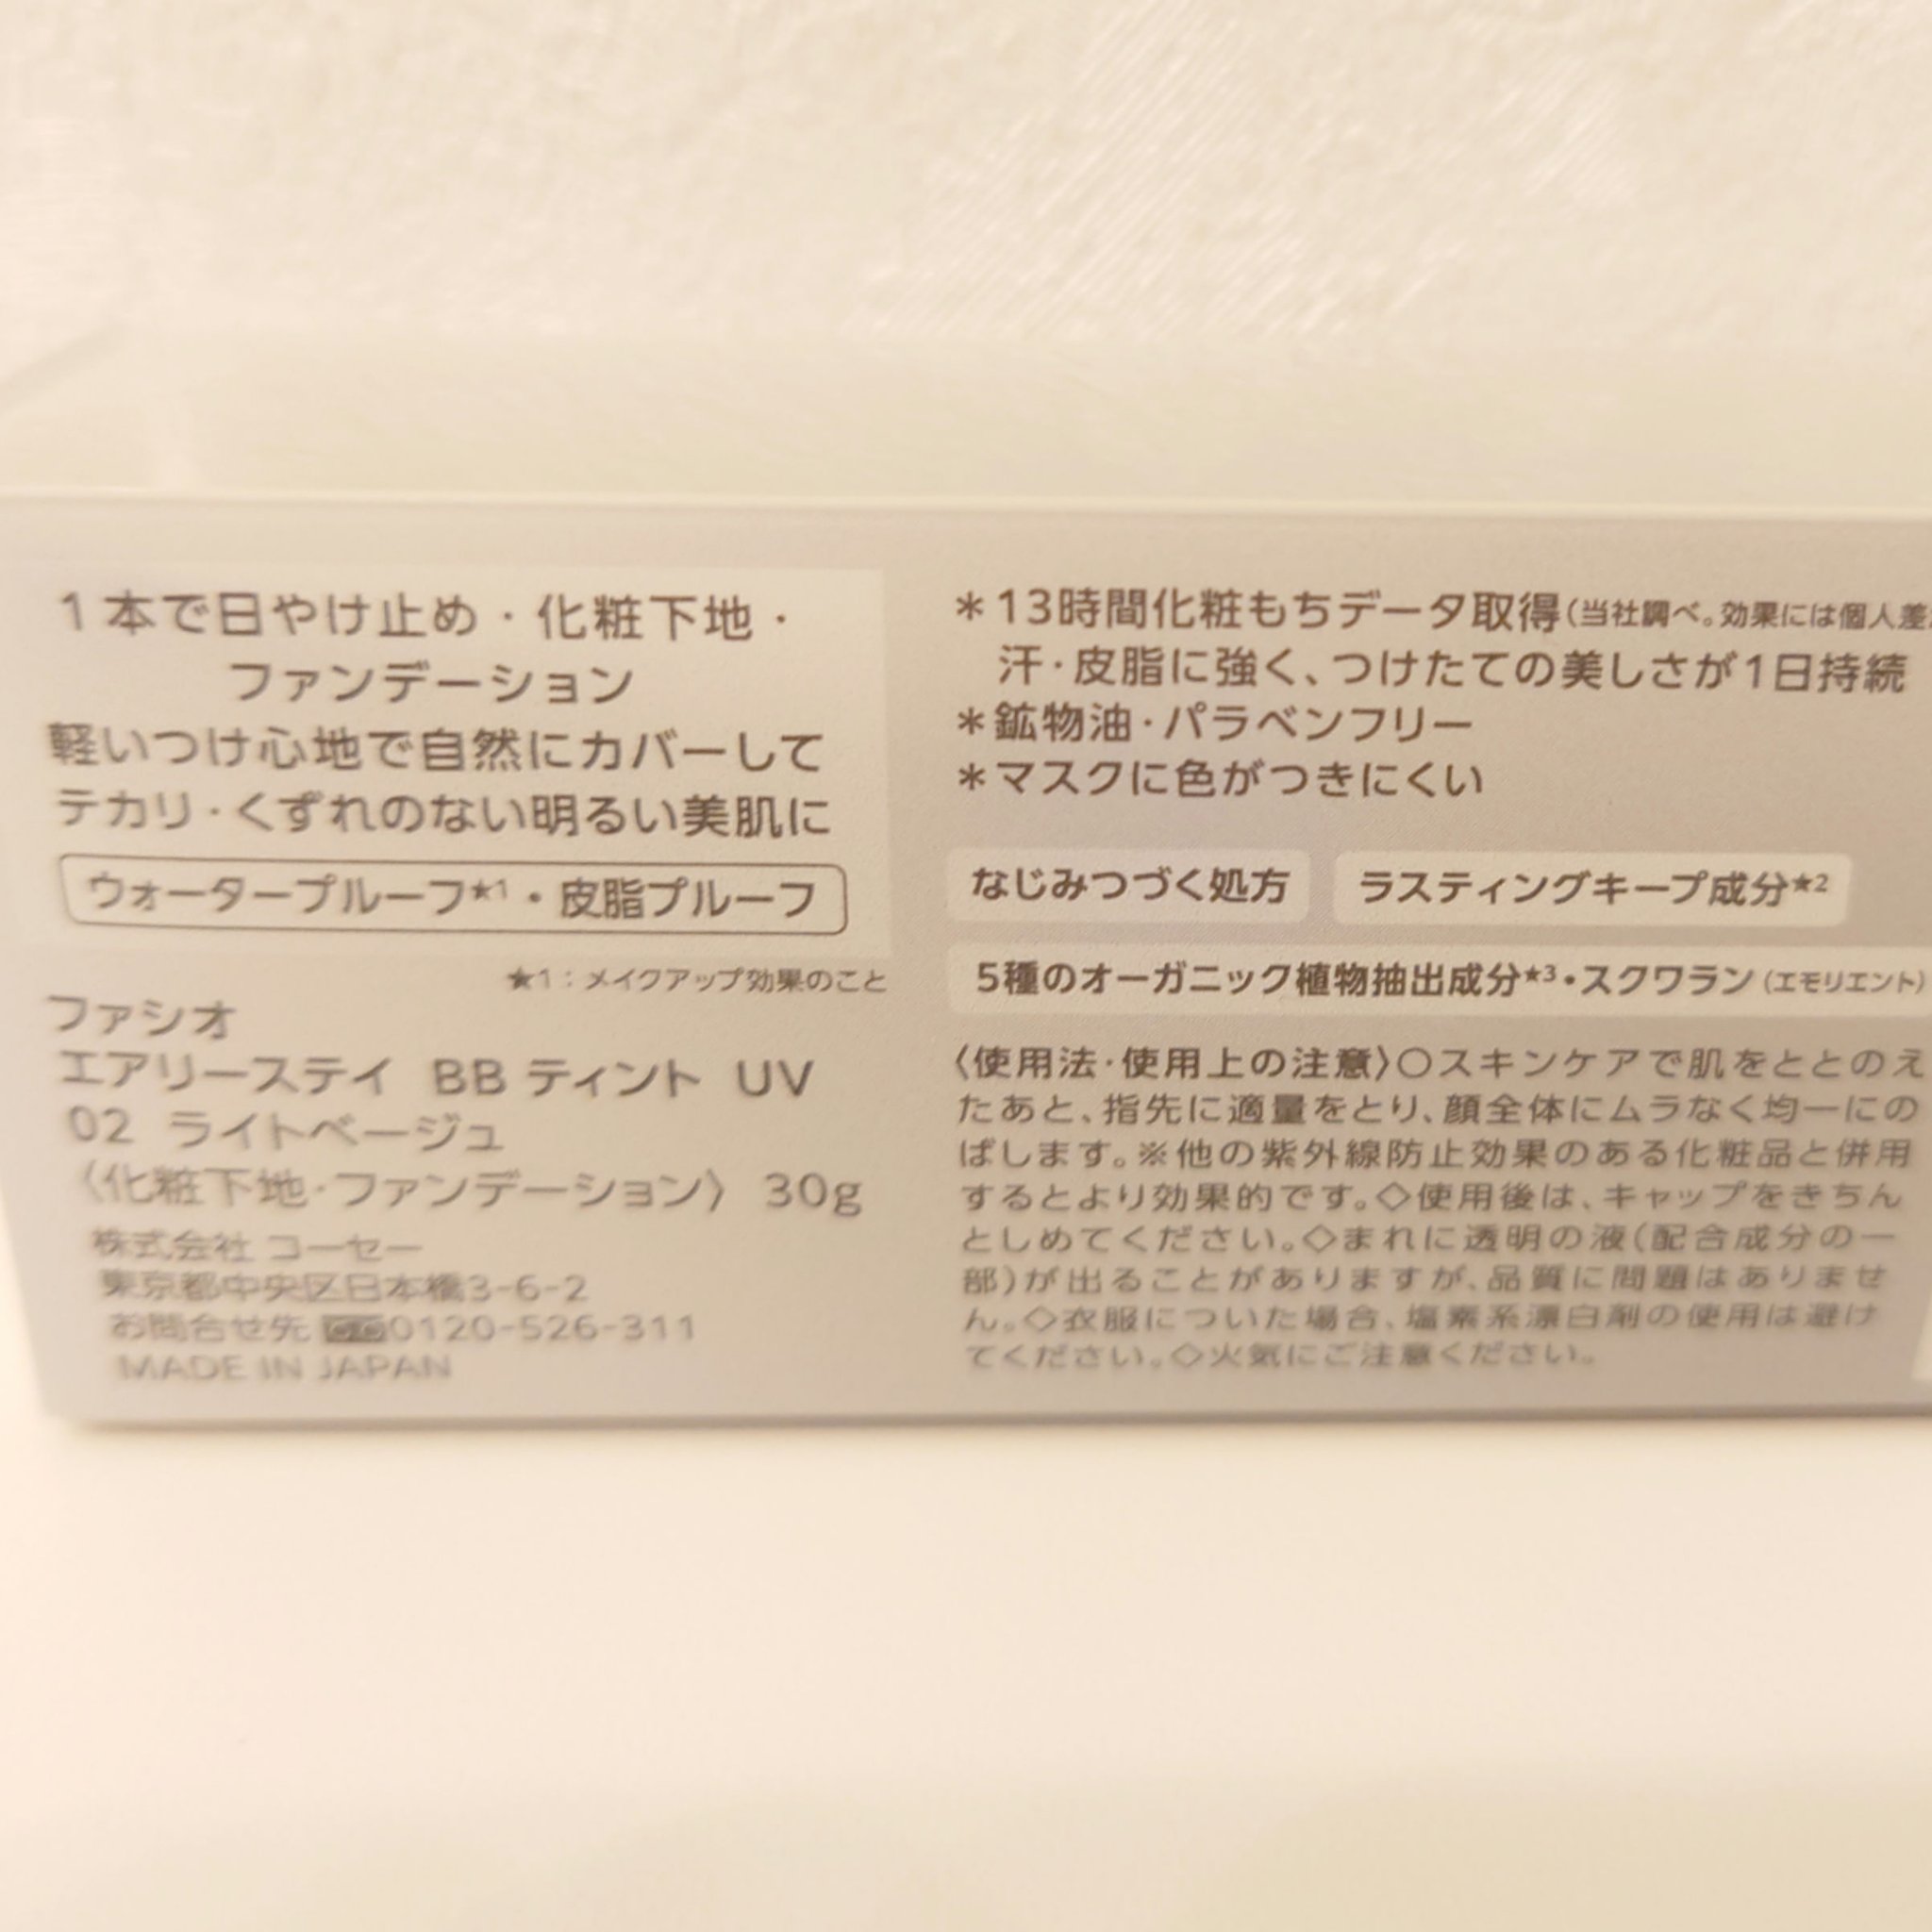 1本で日やけ止め・化粧下地・
ファンデーション
軽いつけ心地で自然にカバーして
テカリ・くずれのない明るい美肌に
ウォータープルーフ★1・皮脂プルーフ
★1：メイクアップ効果のこと
ファシオ
エアリーステイ BB ティント UV
02 ライトベージュ
〈化粧下地・ファンデーション〉 30g
株式会社 コーセー
東京都中央区日本橋3-6-2
お問合せ先 0120-526-311
MADE IN JAPAN
＊13時間化粧もちデータ取得(当社調べ。効果には個人差
汗・皮脂に強く、つけたての美しさが1日持続
＊鉱物油・パラベンフリー
＊マスクに色がつきにくい
なじみつづく処方 ラスティングキープ成分★2
5種のオーガニック植物抽出成分★3・スクワラン(エモリエント)
〈使用法・使用上の注意〉○スキンケアで肌をととのえ
たあと、指先に適量をとり、顔全体にムラなく均一にの
ばします。※他の紫外線防止効果のある化粧品と併用
するとより効果的です。◇使用後は、キャップをきちん
としめてください。◇まれに透明の液(配合成分の一
部)が出ることがありますが、品質に問題はありませ
ん。◇衣服についた場合、塩素系漂白剤の使用は避け
てください。◇火気にご注意ください。